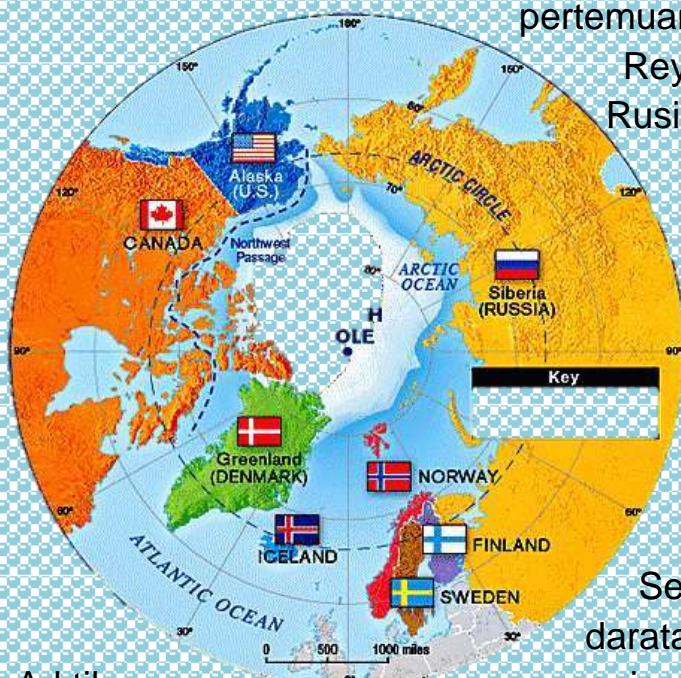 pertemuan
Rey
Rusi
180°
150°
150°
60°
ARCTIC CIRCLE
Alaska
(U.S.)
70°
120°
120°
CANADA
Northwest
Passage
80°
ARCTIC
OCEAN
Siberia
(RUSSIA)
H
OLE
90°
90°
Key
Greenland
(DENMARK)
NORWAY
60°
60°
ICELAND
FINLAND
ATLANTIC OCEAN
SWEDEN
Se
darata
30°
30°
0 500 1000 miles